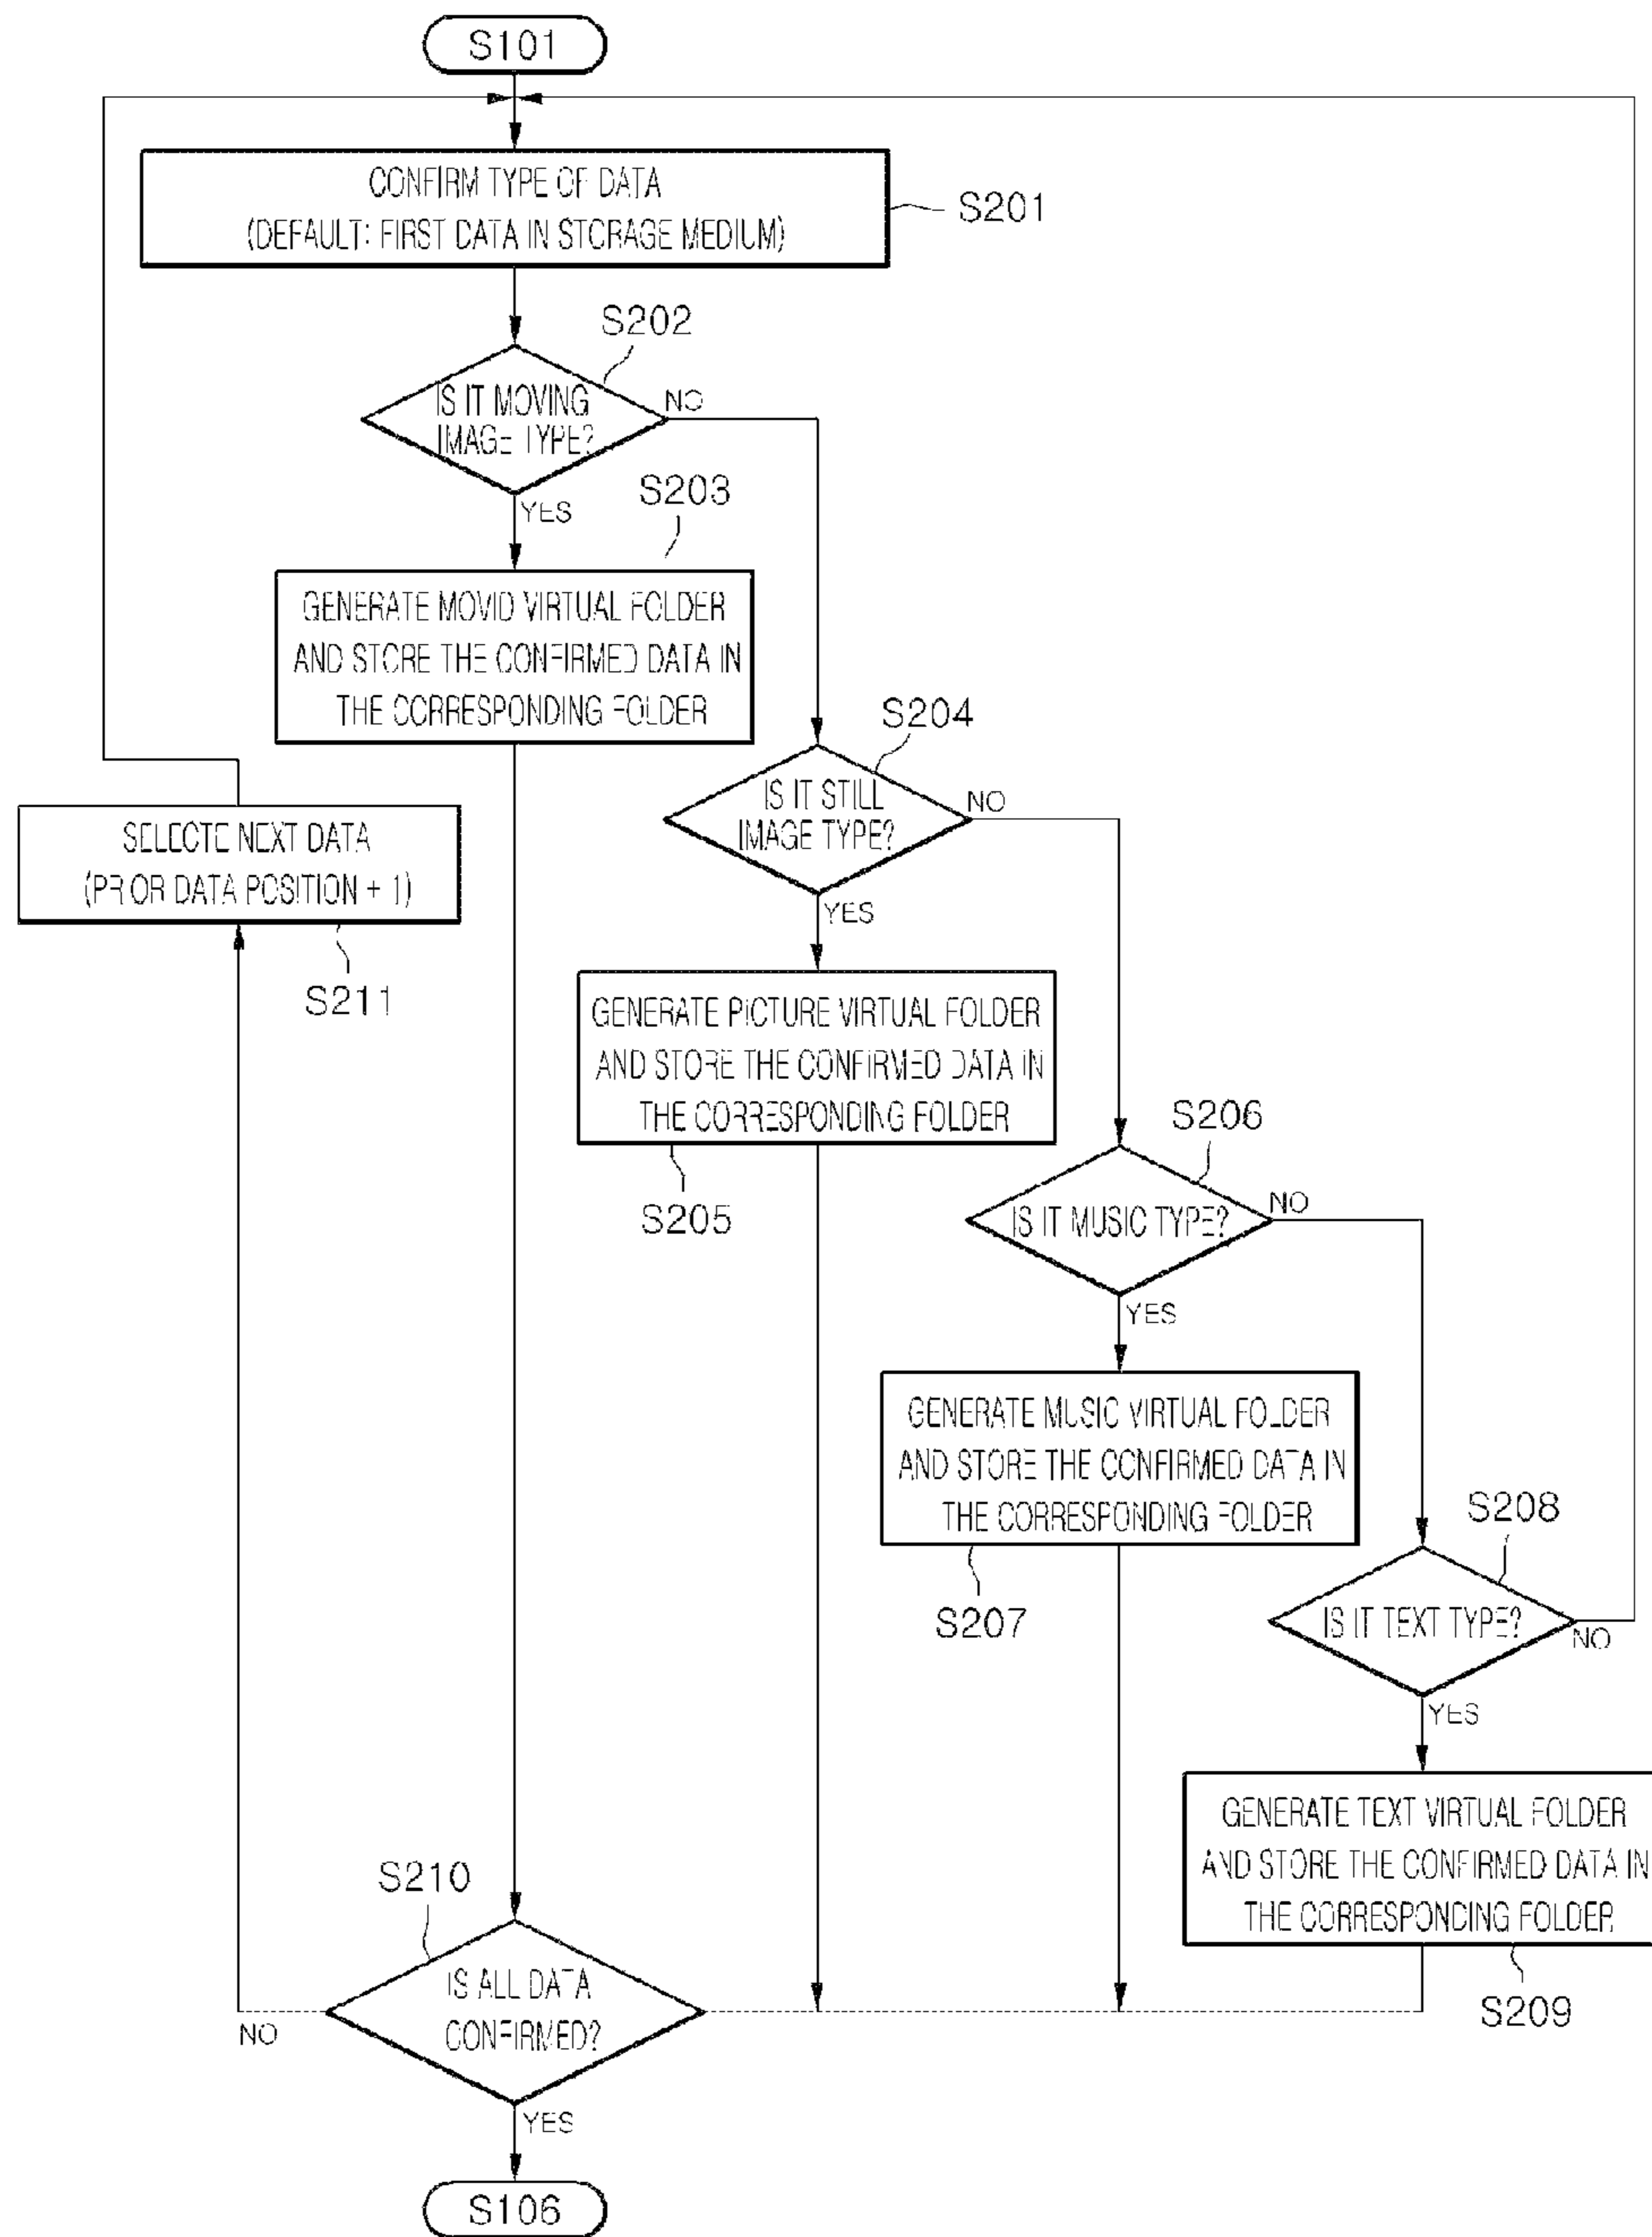 S101
CONFIRM TYPE OF DATA
(DEFAULT: FIRST DATA IN STORAGE MEDIUM)
S201
S202
IS IT MOVING
IMAGE TYPE?
NO
YES
S203
GENERATE MOVID VIRTUAL FOLDER
AND STORE THE CONFIRMED DATA IN
THE CORRESPONDING FOLDER
S204
IS IT STILL
IMAGE TYPE?
NO
YES
SELECTE NEXT DATA
(PRIOR DATA POSITION + 1)
S211
GENERATE PICTURE VIRTUAL FOLDER
AND STORE THE CONFIRMED DATA IN
THE CORRESPONDING FOLDER
S205
S206
IS IT MUSIC TYPE?
NO
YES
GENERATE MUSIC VIRTUAL FOLDER
AND STORE THE CONFIRMED DATA IN
THE CORRESPONDING FOLDER
S207
S208
IS IT TEXT TYPE?
NO
YES
GENERATE TEXT VIRTUAL FOLDER
AND STORE THE CONFIRMED DATA IN
THE CORRESPONDING FOLDER
S209
S210
IS ALL DATA
CONFIRMED?
NO
YES
S106